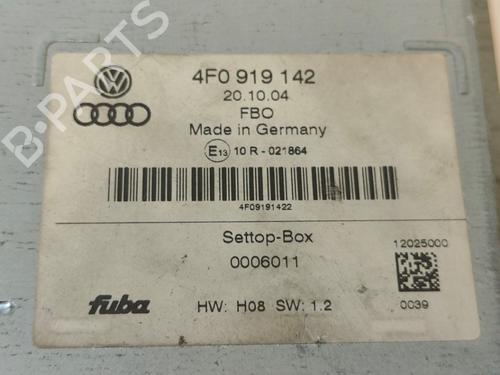 4F0 919 142
20.10.04
FBO
Made in Germany
E13 10 R - 021864
4F09191422
Settop-Box
0006011
12025000
fuba
HW: H08 SW: 1.2
0039
B-PARTS